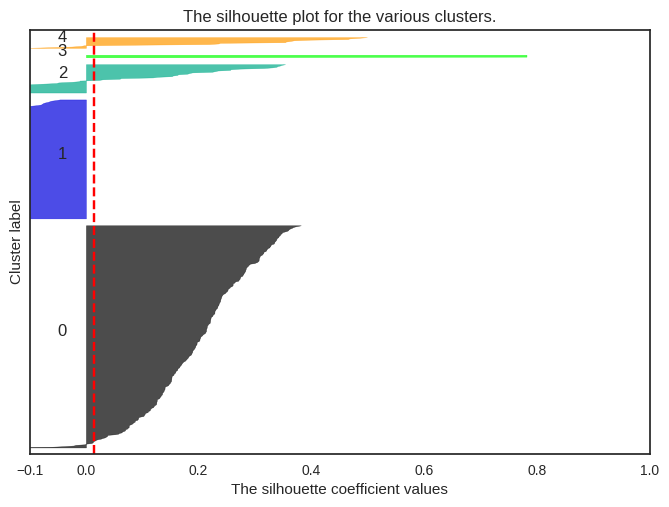 The silhouette plot for the various clusters.
4
3
2
1
0
Cluster label
−0.1 0.0 0.2 0.4 0.6 0.8 1.0
The silhouette coefficient values